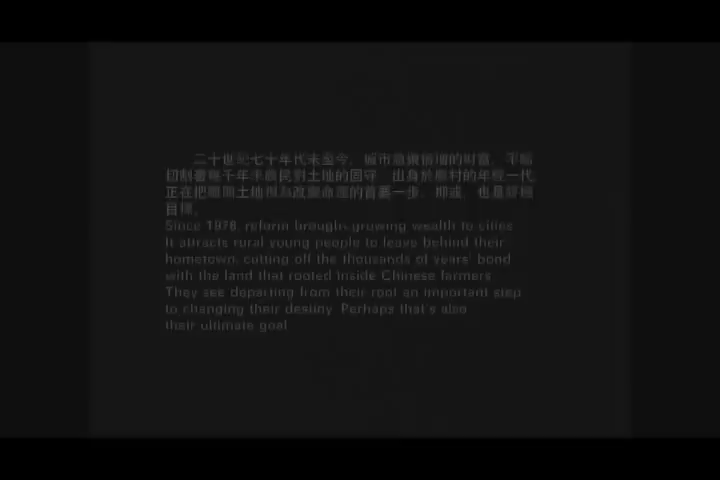 二十世纪七十年代末至今，城市急剧倍增的财富，不断
切割着几千年来农民对土地的固守，出身於乡村的年轻一代
正在把离开土地视为改变命运的首要一步，抑或，也是终极
目标。
Since 1978, reform brought growing wealth to cities.
It attracts rural young people to leave behind their
hometown, cutting off the thousands of years' bond
with the land that rooted inside Chinese farmers.
They see departing from their root an important step
to changing their destiny. Perhaps that's also
their ultimate goal